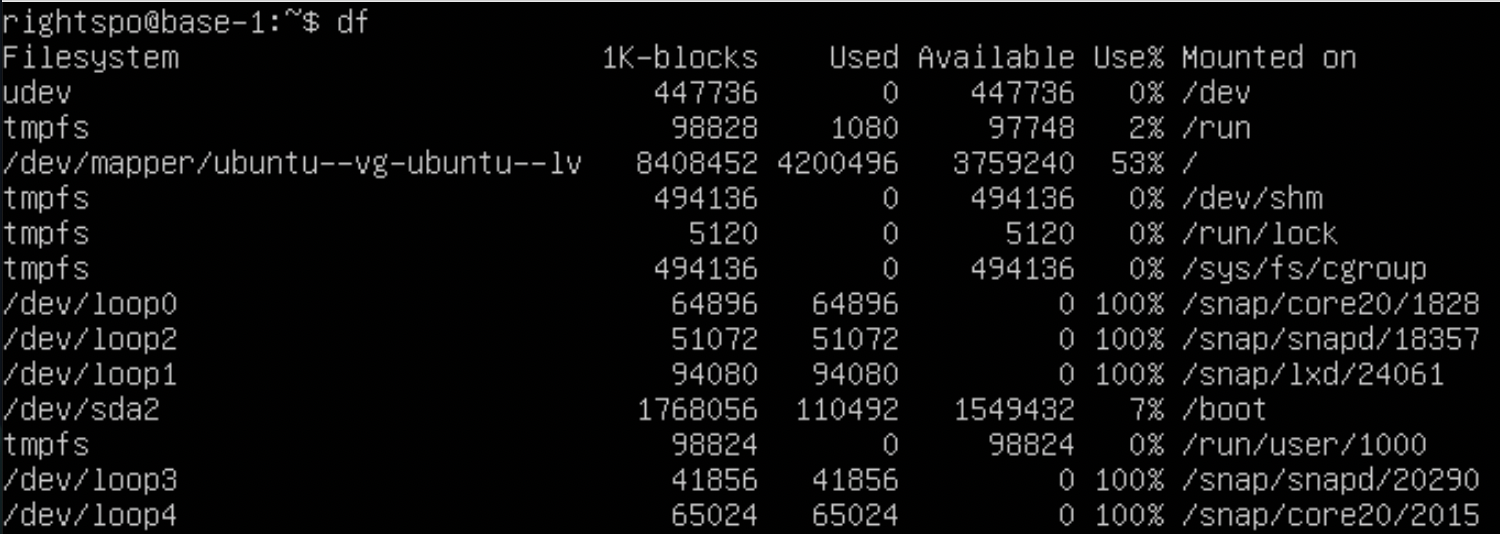 rightspo@base-1:~$ df
Filesystem 1K-blocks Used Available Use% Mounted on
udev 447736 0 447736 0% /dev
tmpfs 98828 1080 97748 2% /run
/dev/mapper/ubuntu--vg-ubuntu--lv 8408452 4200496 3759240 53% /
tmpfs 494136 0 494136 0% /dev/shm
tmpfs 5120 0 5120 0% /run/lock
tmpfs 494136 0 494136 0% /sys/fs/cgroup
/dev/loop0 64896 64896 0 100% /snap/core20/1828
/dev/loop2 51072 51072 0 100% /snap/snapd/18357
/dev/loop1 94080 94080 0 100% /snap/lxd/24061
/dev/sda2 1768056 110492 1549432 7% /boot
tmpfs 98824 0 98824 0% /run/user/1000
/dev/loop3 41856 41856 0 100% /snap/snapd/20290
/dev/loop4 65024 65024 0 100% /snap/core20/2015